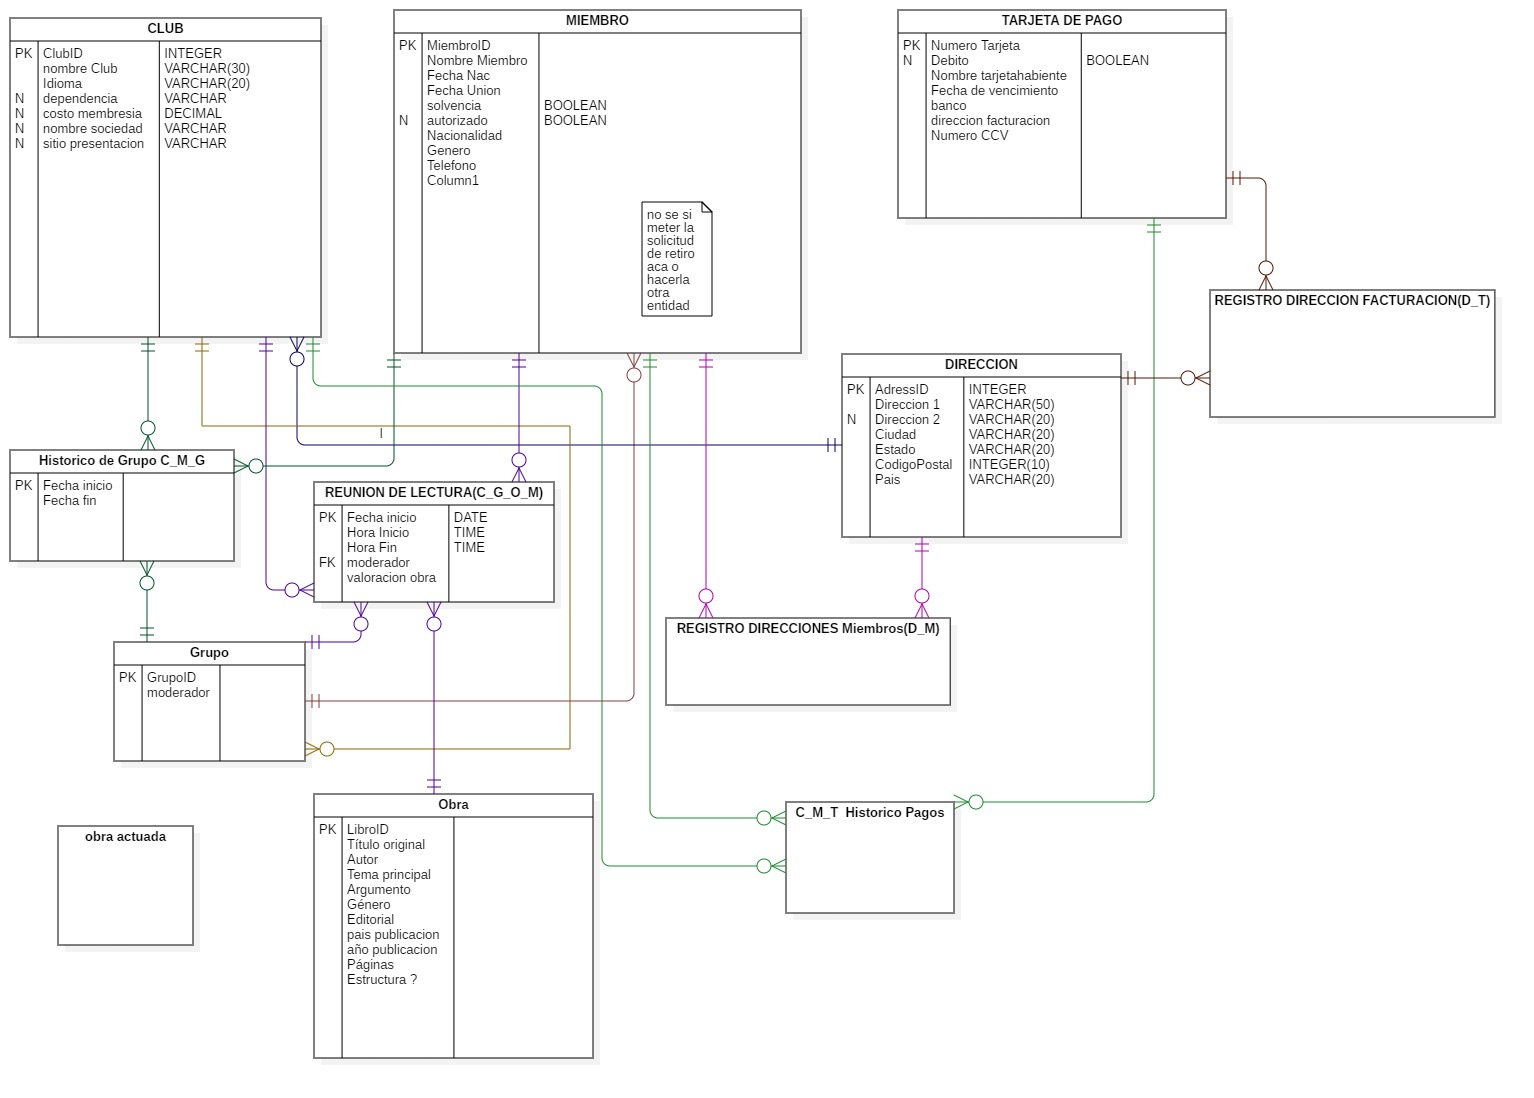 CLUB
PK ClubID INTEGER
nombre Club VARCHAR(30)
Idioma VARCHAR(20)
N dependencia VARCHAR
N costo membresia DECIMAL
N nombre sociedad VARCHAR
N sitio presentacion VARCHAR
MIEMBRO
PK MiembroID
Nombre Miembro
Fecha Nac
Fecha Union
solvencia BOOLEAN
N autorizado BOOLEAN
Nacionalidad
Genero
Telefono
Column1
no se si
meter la
solicitud
de retiro
aca o
hacerla
otra
entidad
TARJETA DE PAGO
PK Numero Tarjeta
N Debito BOOLEAN
Nombre tarjetahabiente
Fecha de vencimiento
banco
direccion facturacion
Numero CCV
REGISTRO DIRECCION FACTURACION(D_T)
DIRECCION
PK AdressID INTEGER
Direccion 1 VARCHAR(50)
N Direccion 2 VARCHAR(20)
Ciudad VARCHAR(20)
Estado VARCHAR(20)
CodigoPostal INTEGER(10)
Pais VARCHAR(20)
l
Historico de Grupo C_M_G
PK Fecha inicio
Fecha fin
REUNION DE LECTURA(C_G_O_M)
PK Fecha inicio DATE
Hora Inicio TIME
Hora Fin TIME
FK moderador
valoracion obra
REGISTRO DIRECCIONES Miembros(D_M)
Grupo
PK GrupoID
moderador
obra actuada
Obra
PK LibroID
Título original
Autor
Tema principal
Argumento
Género
Editorial
pais publicacion
año publicacion
Páginas
Estructura ?
C_M_T  Historico Pagos